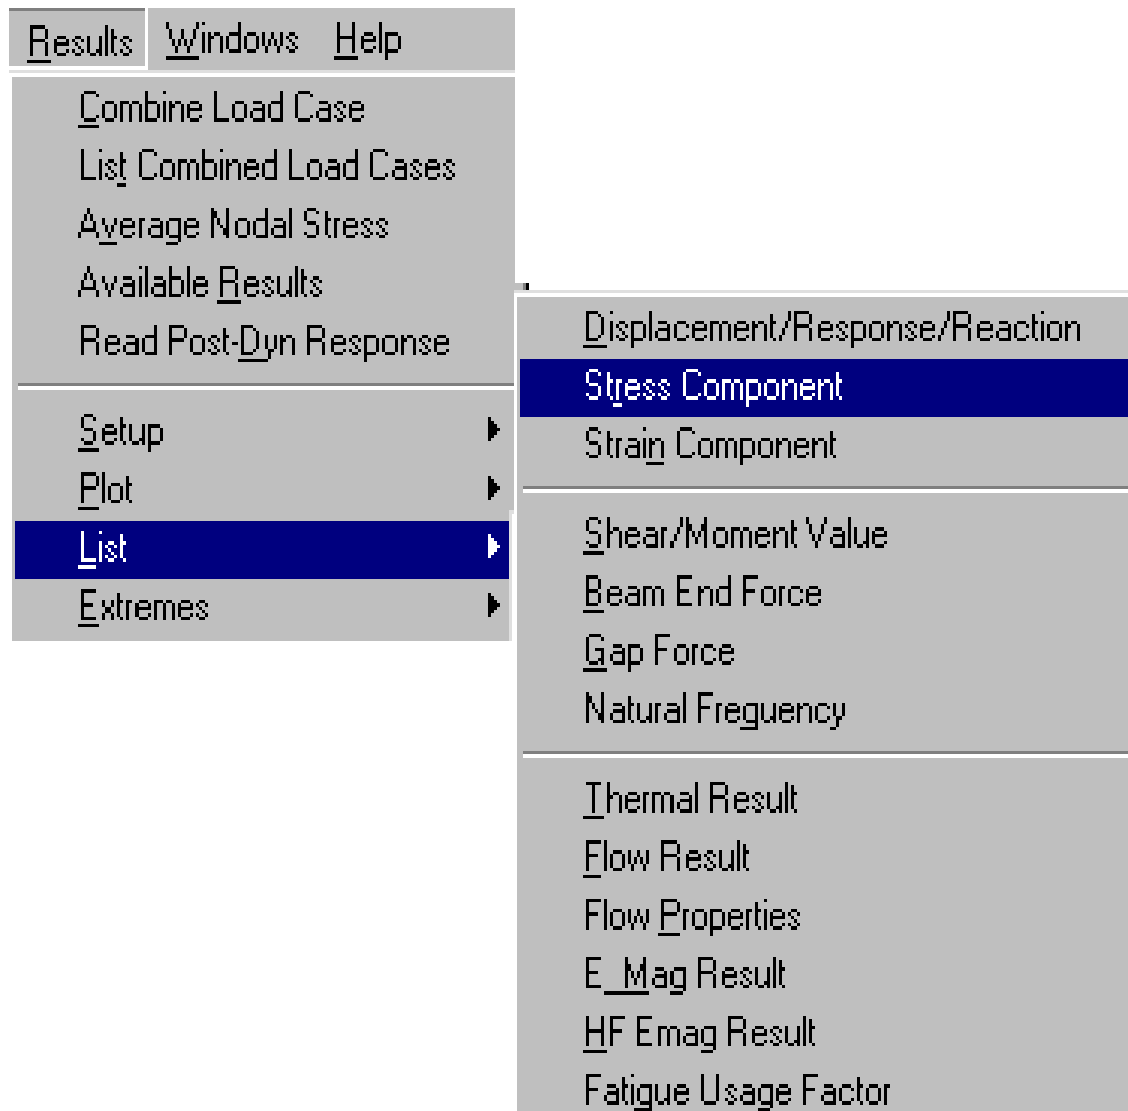 Results Windows Help
Combine Load Case
List Combined Load Cases
Average Nodal Stress
Available Results
Read Post-Dyn Response
Setup
Plot
List
Extremes
Displacement/Response/Reaction
Stress Component
Strain Component
Shear/Moment Value
Beam End Force
Gap Force
Natural Freguency
Thermal Result
Flow Result
Flow Properties
E_Mag Result
HF Emag Result
Fatigue Usage Factor